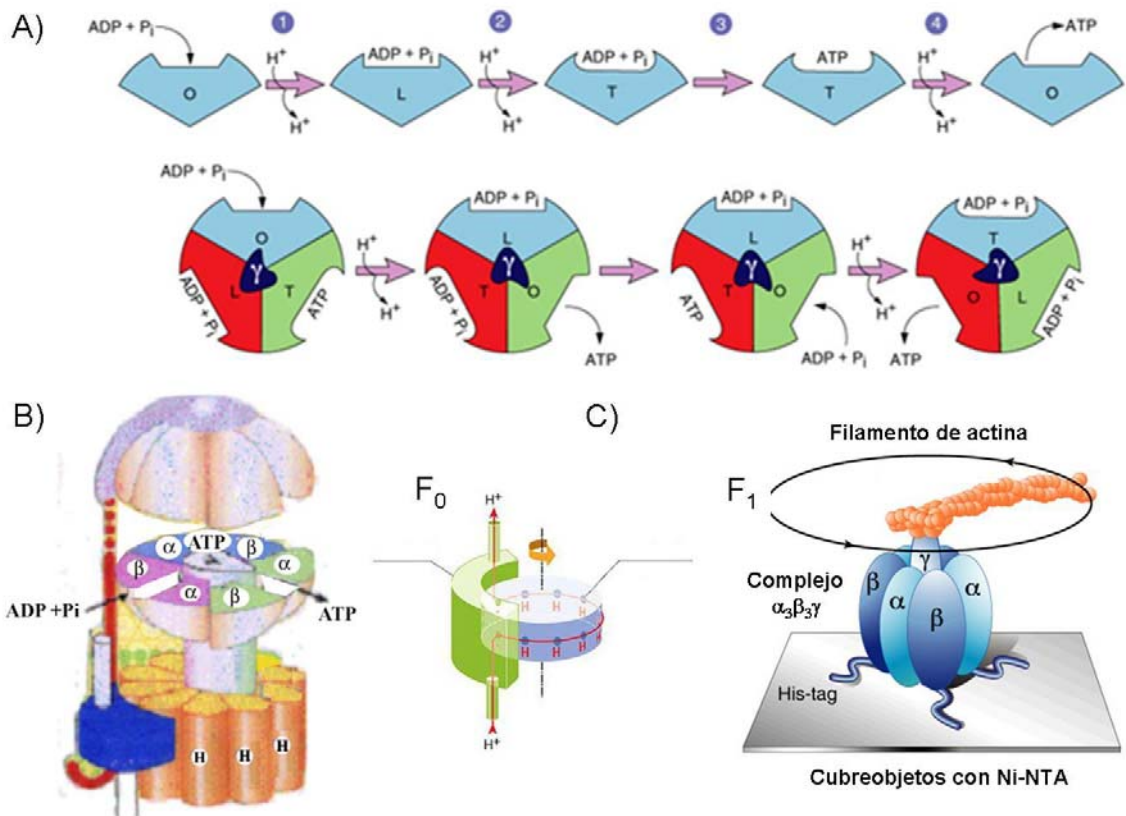 A)
ADP + Pi
1
2
3
4
H+
H+
H+
ADP + Pi
ADP + Pi
ATP
ATP
O
L
T
T
O
H+
H+
H+
ADP + Pi
ADP + Pi
ADP + Pi
ADP + Pi
H+
H+
O
L
L
T
γ
γ
γ
γ
L
T
T
O
T
O
O
L
ADP + Pi
ATP
ADP + Pi
ATP
ADP + Pi
H+
H+
ATP
ADP + Pi
ATP
B)
C)
Filamento de actina
F0
H+
F1
ATP
α
β
β
α
α
β
ADP +Pi
ATP
γ
Complejo
α3β3γ
β
α
β
α
H H H
H H H
His-tag
H H H
H+
Cubreobjetos con Ni-NTA